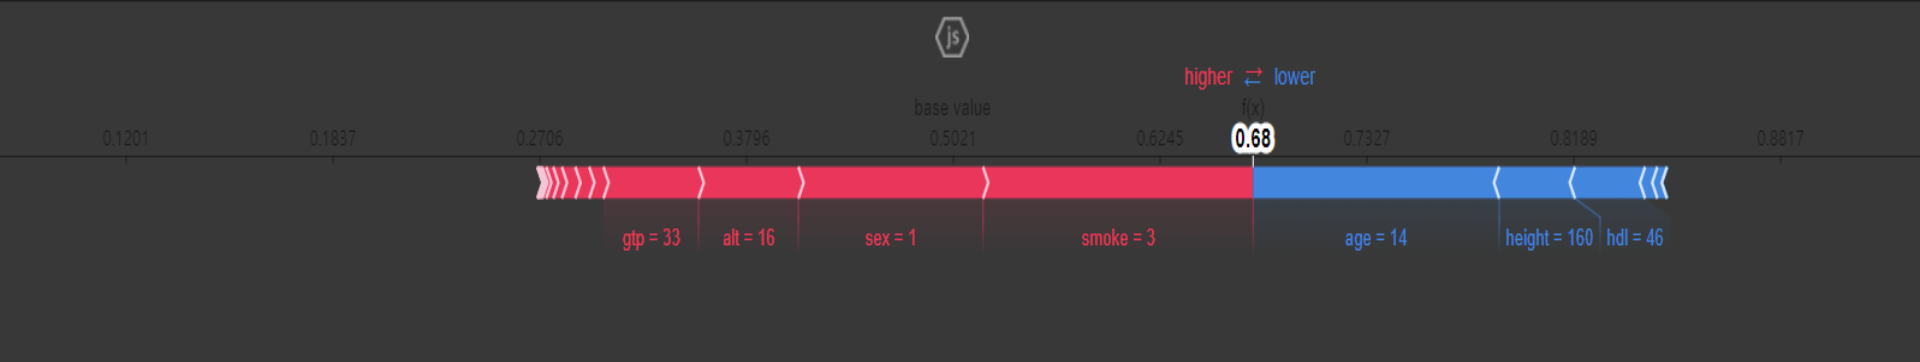 js
higher ⇄ lower
base value f(x)
0.1201 0.1837 0.2706 0.3796 0.5021 0.6245 0.68 0.7327 0.8189 0.8817
gtp = 33 alt = 16 sex = 1 smoke = 3 age = 14 height = 160 hdl = 46